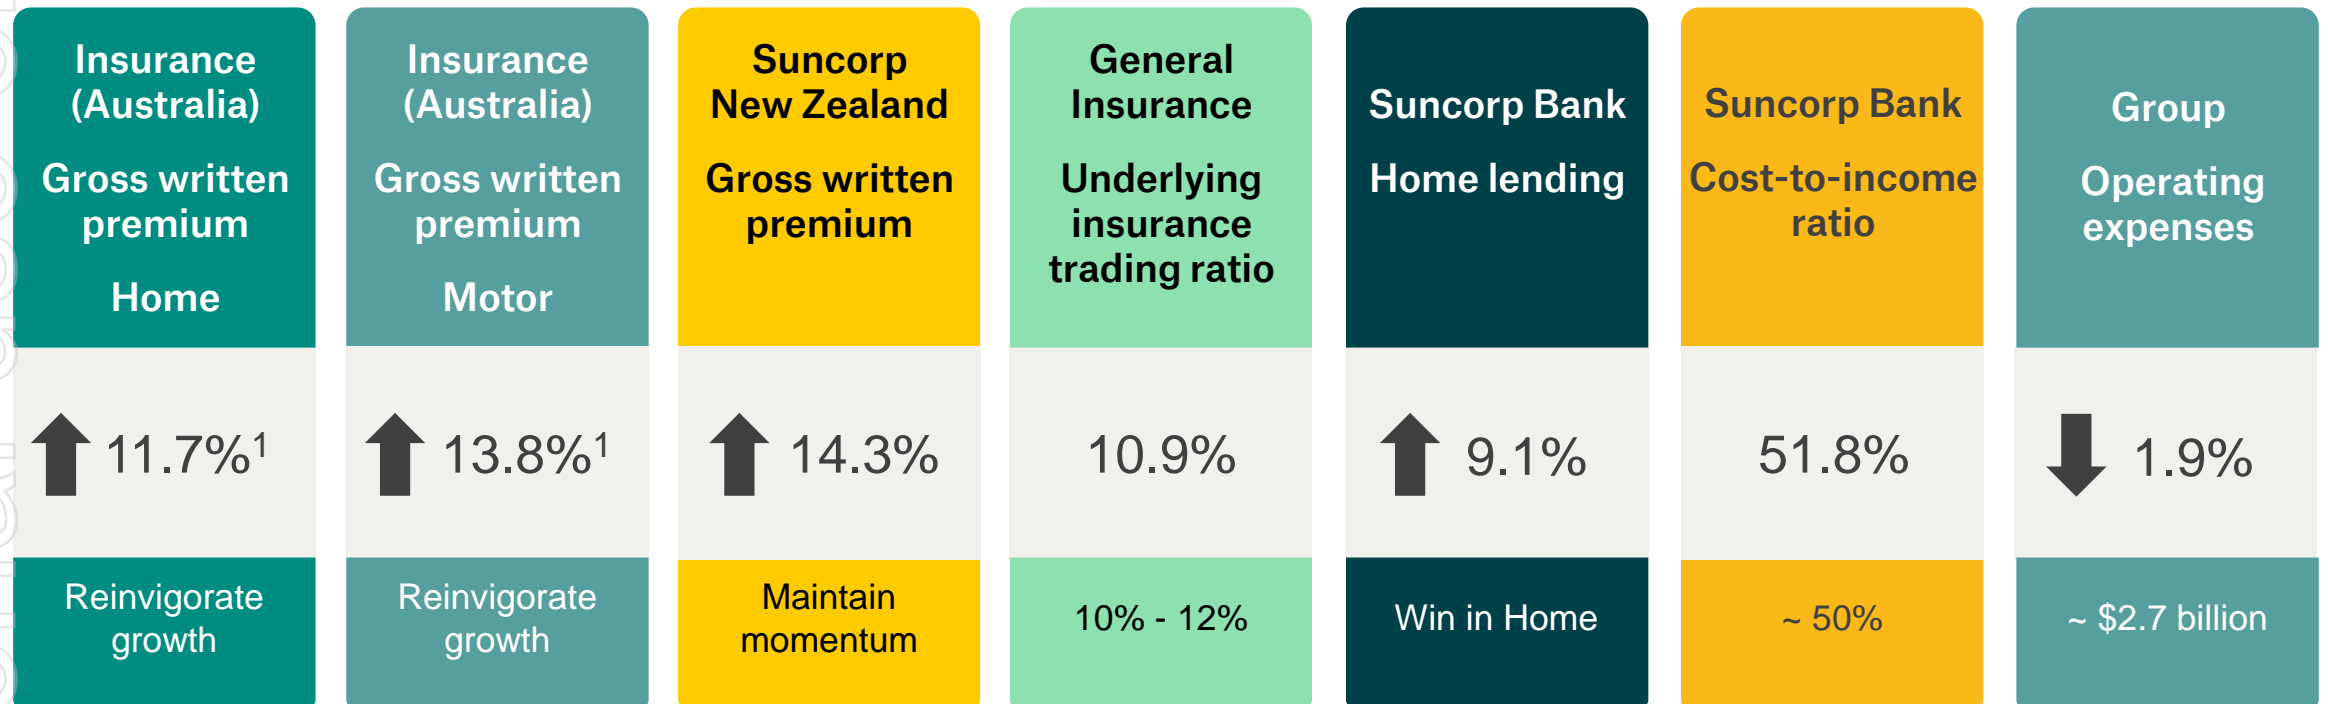 Insurance
(Australia)
Gross written
premium
Home
11.7%¹
Reinvigorate
growth
Insurance
(Australia)
Gross written
premium
Motor
13.8%¹
Reinvigorate
growth
Suncorp
New Zealand
Gross written
premium
14.3%
Maintain
momentum
General
Insurance
Underlying
insurance
trading ratio
10.9%
10% - 12%
Suncorp Bank
Home lending
9.1%
Win in Home
Suncorp Bank
Cost-to-income
ratio
51.8%
~ 50%
Group
Operating
expenses
1.9%
~ $2.7 billion